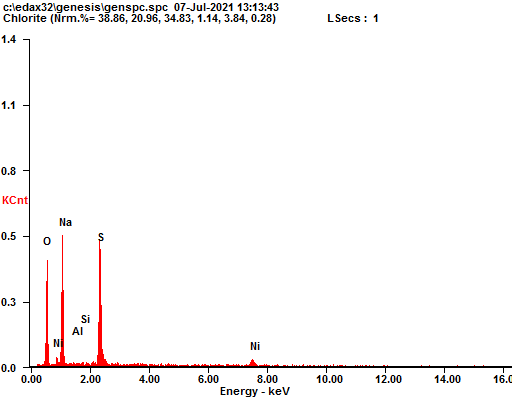 c:\edax32\genesis\genspc.spc 07-Jul-2021 13:13:43
Chlorite (Nrm.%= 38.86, 20.96, 34.83, 1.14, 3.84, 0.28) LSecs : 1
1.4
1.1
0.8
KCnt
Na
0.5
O
S
0.3
Si
Al
Ni
Ni
0.0
0.00 2.00 4.00 6.00 8.00 10.00 12.00 14.00 16.0
Energy - keV